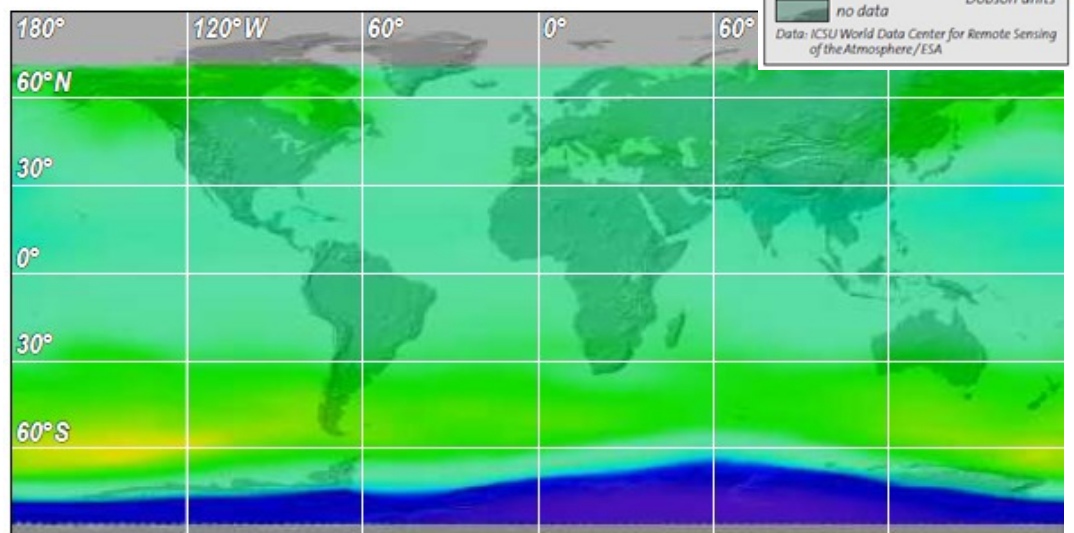 Dobson units
no data
Data: ICSU World Data Center for Remote Sensing
of the Atmosphere/ESA
180° 120°W 60° 0° 60°
60°N
30°
0°
30°
60°S